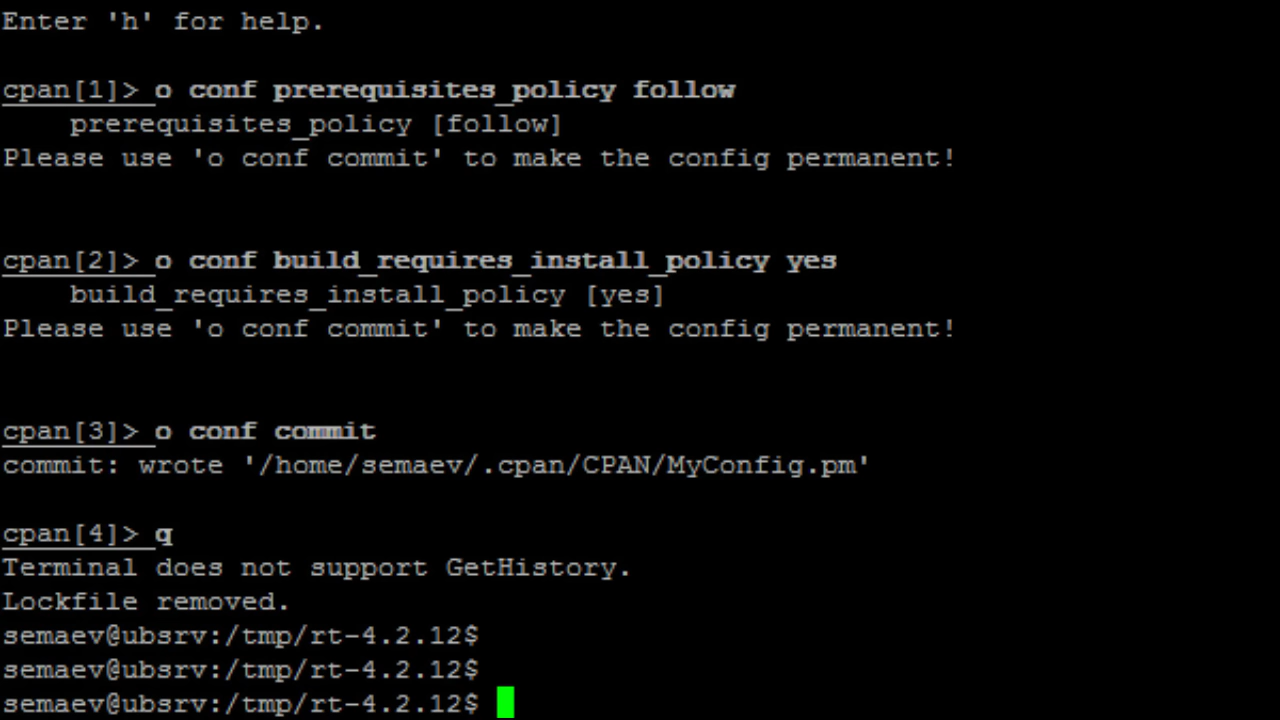 Enter 'h' for help.
cpan[1]> o conf prerequisites_policy follow
    prerequisites_policy [follow]
Please use 'o conf commit' to make the config permanent!
cpan[2]> o conf build_requires_install_policy yes
    build_requires_install_policy [yes]
Please use 'o conf commit' to make the config permanent!
cpan[3]> o conf commit
commit: wrote '/home/semaev/.cpan/CPAN/MyConfig.pm'
cpan[4]> q
Terminal does not support GetHistory.
Lockfile removed.
semaev@ubsrv:/tmp/rt-4.2.12$
semaev@ubsrv:/tmp/rt-4.2.12$
semaev@ubsrv:/tmp/rt-4.2.12$